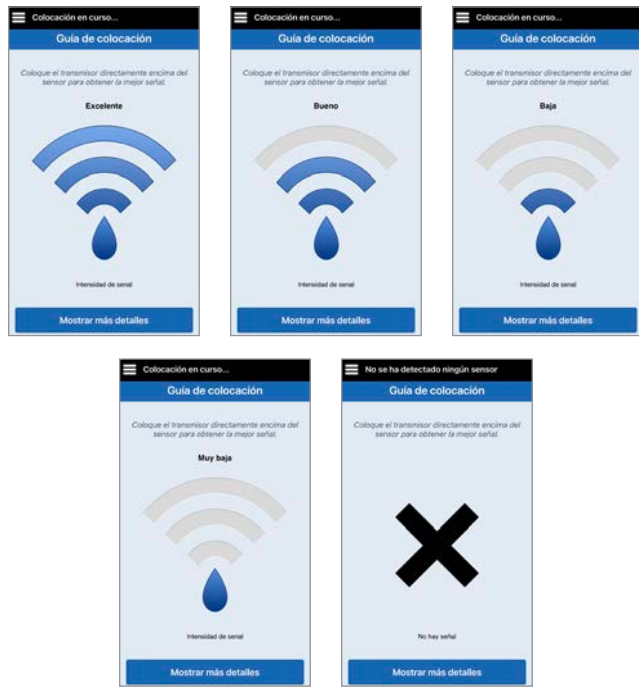 Colocación en curso...
Guía de colocación
Coloque el transmisor directamente encima del
sensor para obtener la mejor señal.
Excelente
Intensidad de senal
Mostrar más detalles
Colocación en curso...
Guía de colocación
Coloque el transmisor directamente encima del
sensor para obtener la mejor señal.
Bueno
Intensidad de senal
Mostrar más detalles
Colocación en curso...
Guía de colocación
Coloque el transmisor directamente encima del
sensor para obtener la mejor señal.
Baja
Intensidad de senal
Mostrar más detalles
Colocación en curso...
Guía de colocación
Coloque el transmisor directamente encima del
sensor para obtener la mejor señal.
Muy baja
Intensidad de senal
Mostrar más detalles
No se ha detectado ningún sensor
Guía de colocación
Coloque el transmisor directamente encima del
sensor para obtener la mejor señal.
No hay señal
Mostrar más detalles